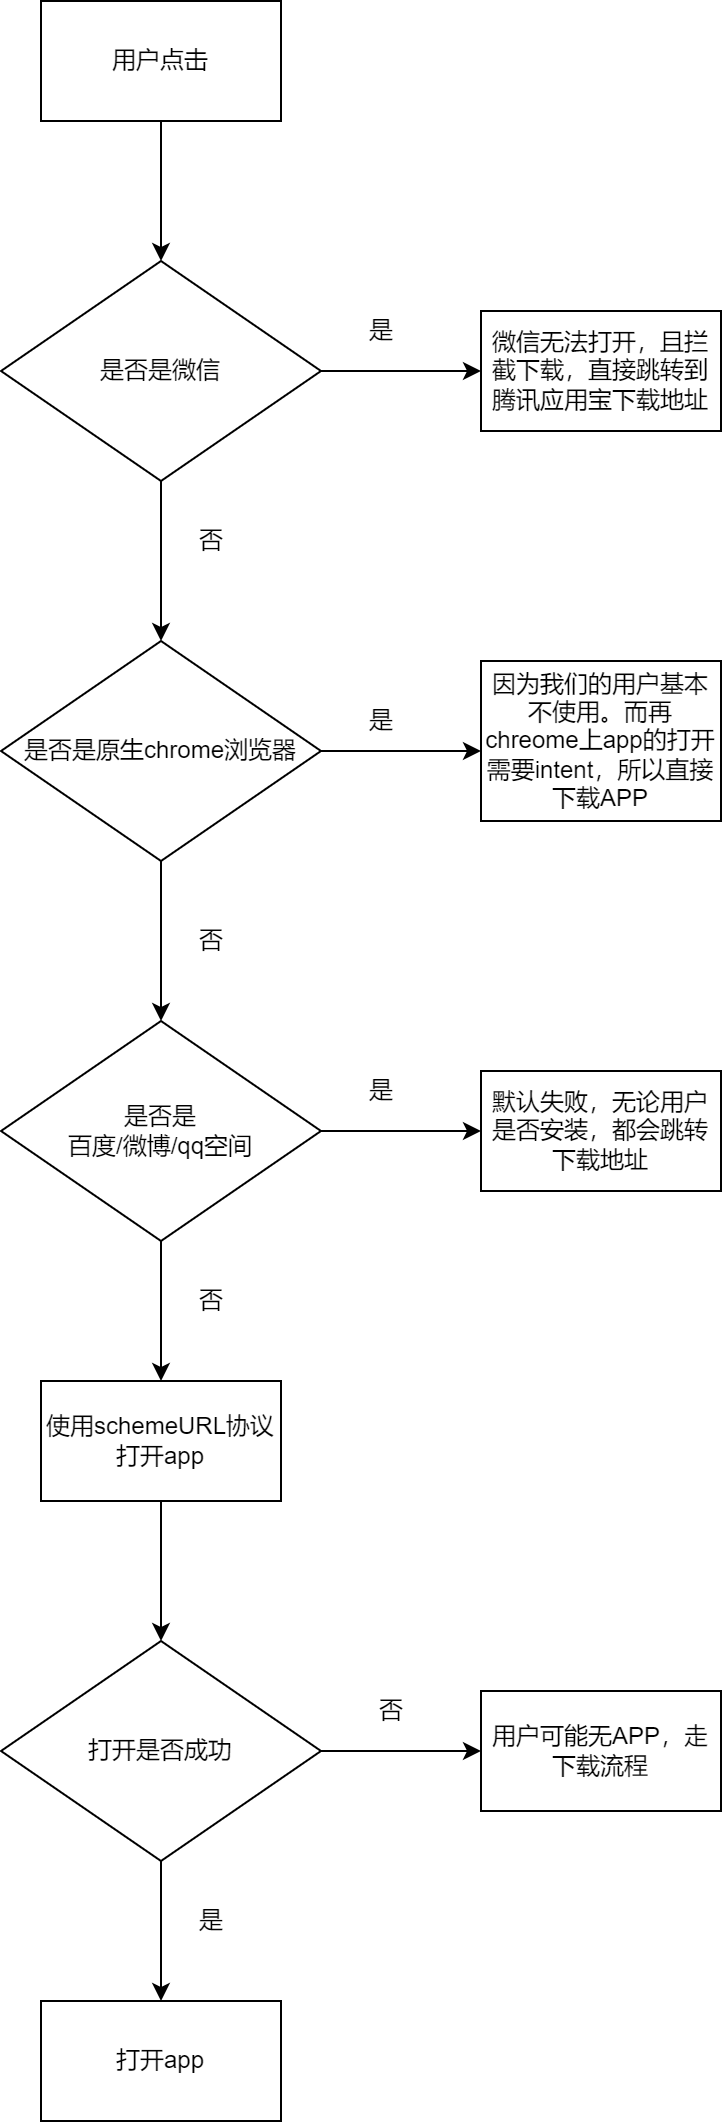 用户点击
是否是微信
是
微信无法打开，且拦
截下载，直接跳转到
腾讯应用宝下载地址
否
是否是原生chrome浏览器
是
因为我们的用户基本
不使用。而再
chreome上app的打开
需要intent，所以直接
下载APP
否
是否是
百度/微博/qq空间
是
默认失败，无论用户
是否安装，都会跳转
下载地址
否
使用schemeURL协议
打开app
打开是否成功
否
用户可能无APP，走
下载流程
是
打开app